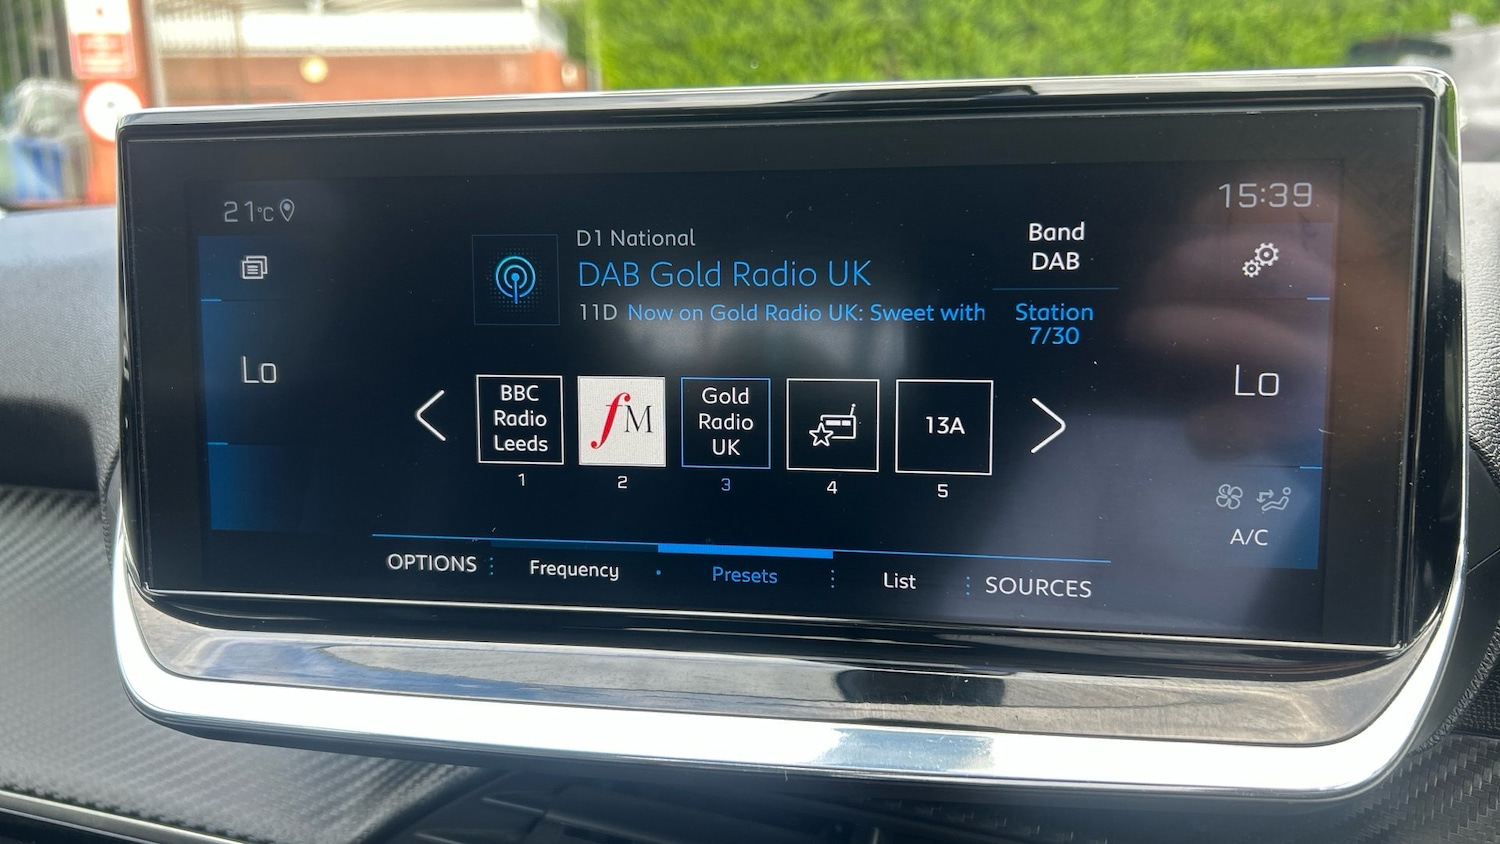 21°C
15:39
D1 National
DAB Gold Radio UK
11D Now on Gold Radio UK: Sweet with
Band
DAB
Station
7/30
Lo
Lo
BBC
Radio
Leeds
1
fM
2
Gold
Radio
UK
3
4
13A
5
A/C
OPTIONS
Frequency
Presets
List
SOURCES